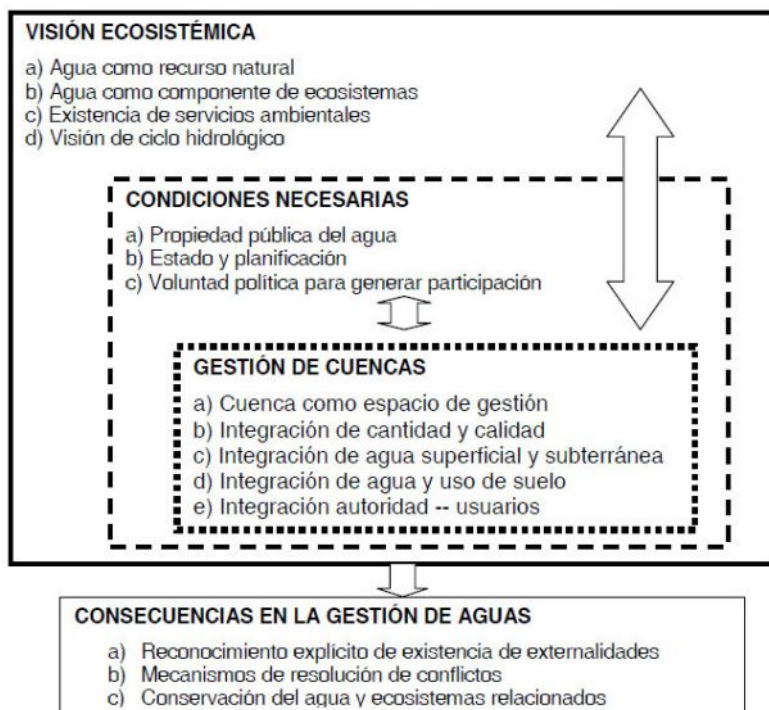 VISIÓN ECOSISTÉMICA
a) Agua como recurso natural
b) Agua como componente de ecosistemas
c) Existencia de servicios ambientales
d) Visión de ciclo hidrológico
CONDICIONES NECESARIAS
a) Propiedad pública del agua
b) Estado y planificación
c) Voluntad política para generar participación
GESTIÓN DE CUENCAS
a) Cuenca como espacio de gestión
b) Integración de cantidad y calidad
c) Integración de agua superficial y subterránea
d) Integración de agua y uso de suelo
e) Integración autoridad -- usuarios
CONSECUENCIAS EN LA GESTIÓN DE AGUAS
a) Reconocimiento explícito de existencia de externalidades
b) Mecanismos de resolución de conflictos
c) Conservación del agua y ecosistemas relacionados